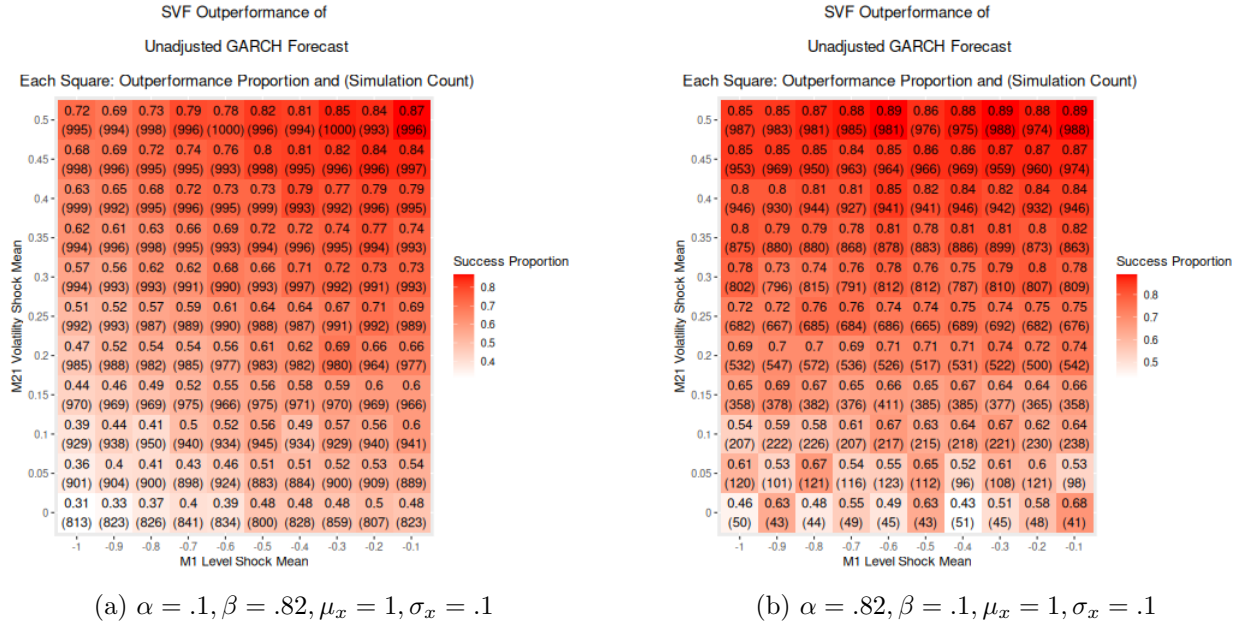 SVF Outperformance of
Unadjusted GARCH Forecast
Each Square: Outperformance Proportion and (Simulation Count)
M21 Volatility Shock Mean
0.5
0.72 0.69 0.73 0.79 0.78 0.82 0.81 0.85 0.84 0.87
(995) (994) (998) (996) (1000) (996) (994) (1000) (993) (996)
0.45
0.68 0.69 0.72 0.74 0.76 0.8 0.81 0.82 0.84 0.84
(998) (996) (995) (995) (993) (998) (995) (996) (996) (997)
0.4
0.63 0.65 0.68 0.72 0.73 0.73 0.79 0.77 0.79 0.79
(999) (992) (995) (996) (995) (999) (993) (992) (996) (995)
0.35
0.62 0.61 0.63 0.66 0.69 0.72 0.72 0.74 0.77 0.74
(994) (996) (998) (995) (993) (994) (996) (995) (994) (993)
0.3
0.57 0.56 0.62 0.62 0.68 0.66 0.71 0.72 0.73 0.73
(994) (993) (993) (991) (990) (993) (997) (992) (991) (993)
0.25
0.51 0.52 0.57 0.59 0.61 0.64 0.64 0.67 0.71 0.69
(992) (993) (987) (989) (990) (988) (987) (991) (992) (989)
0.2
0.47 0.52 0.54 0.54 0.56 0.61 0.62 0.69 0.66 0.66
(985) (988) (982) (985) (977) (983) (982) (980) (964) (977)
0.15
0.44 0.46 0.49 0.52 0.55 0.56 0.58 0.59 0.6 0.6
(970) (969) (969) (975) (966) (975) (971) (970) (969) (966)
0.1
0.39 0.44 0.41 0.5 0.52 0.56 0.49 0.57 0.56 0.6
(929) (938) (950) (940) (934) (945) (934) (929) (940) (941)
0.05
0.36 0.4 0.41 0.43 0.46 0.51 0.51 0.52 0.53 0.54
(901) (904) (900) (898) (924) (883) (884) (900) (909) (889)
0
0.31 0.33 0.37 0.4 0.39 0.48 0.48 0.48 0.5 0.48
(813) (823) (826) (841) (834) (800) (828) (859) (807) (823)
-1 -0.9 -0.8 -0.7 -0.6 -0.5 -0.4 -0.3 -0.2 -0.1
M1 Level Shock Mean
Success Proportion
0.8
0.7
0.6
0.5
0.4
(a) α = .1, β = .82, μx = 1, σx = .1
SVF Outperformance of
Unadjusted GARCH Forecast
Each Square: Outperformance Proportion and (Simulation Count)
M21 Volatility Shock Mean
0.5
0.85 0.85 0.87 0.88 0.89 0.86 0.88 0.89 0.88 0.89
(987) (983) (981) (985) (981) (976) (975) (988) (974) (988)
0.45
0.85 0.85 0.85 0.84 0.85 0.86 0.86 0.87 0.87 0.87
(953) (969) (950) (963) (964) (966) (969) (959) (960) (974)
0.4
0.8 0.8 0.81 0.81 0.85 0.82 0.84 0.82 0.84 0.84
(946) (930) (944) (927) (941) (941) (946) (942) (932) (946)
0.35
0.8 0.79 0.79 0.78 0.81 0.78 0.81 0.81 0.8 0.82
(875) (880) (880) (868) (878) (883) (886) (899) (873) (863)
0.3
0.78 0.73 0.74 0.76 0.78 0.76 0.75 0.79 0.8 0.78
(802) (796) (815) (791) (812) (812) (787) (810) (807) (809)
0.25
0.72 0.72 0.76 0.76 0.74 0.74 0.75 0.74 0.75 0.75
(682) (667) (685) (684) (686) (665) (689) (692) (682) (676)
0.2
0.69 0.7 0.7 0.69 0.71 0.71 0.71 0.74 0.72 0.74
(532) (547) (572) (536) (526) (517) (531) (522) (500) (542)
0.15
0.65 0.69 0.67 0.65 0.66 0.65 0.67 0.64 0.64 0.66
(358) (378) (382) (376) (411) (385) (385) (377) (365) (358)
0.1
0.54 0.59 0.58 0.61 0.67 0.63 0.64 0.67 0.62 0.64
(207) (222) (226) (207) (217) (215) (218) (221) (230) (238)
0.05
0.61 0.53 0.67 0.54 0.55 0.65 0.52 0.61 0.6 0.53
(120) (101) (121) (116) (123) (112) (96) (108) (121) (98)
0
0.46 0.63 0.48 0.55 0.49 0.63 0.43 0.51 0.58 0.68
(50) (43) (44) (49) (45) (43) (51) (45) (48) (41)
-1 -0.9 -0.8 -0.7 -0.6 -0.5 -0.4 -0.3 -0.2 -0.1
M1 Level Shock Mean
Success Proportion
0.8
0.7
0.6
0.5
(b) α = .82, β = .1, μx = 1, σx = .1